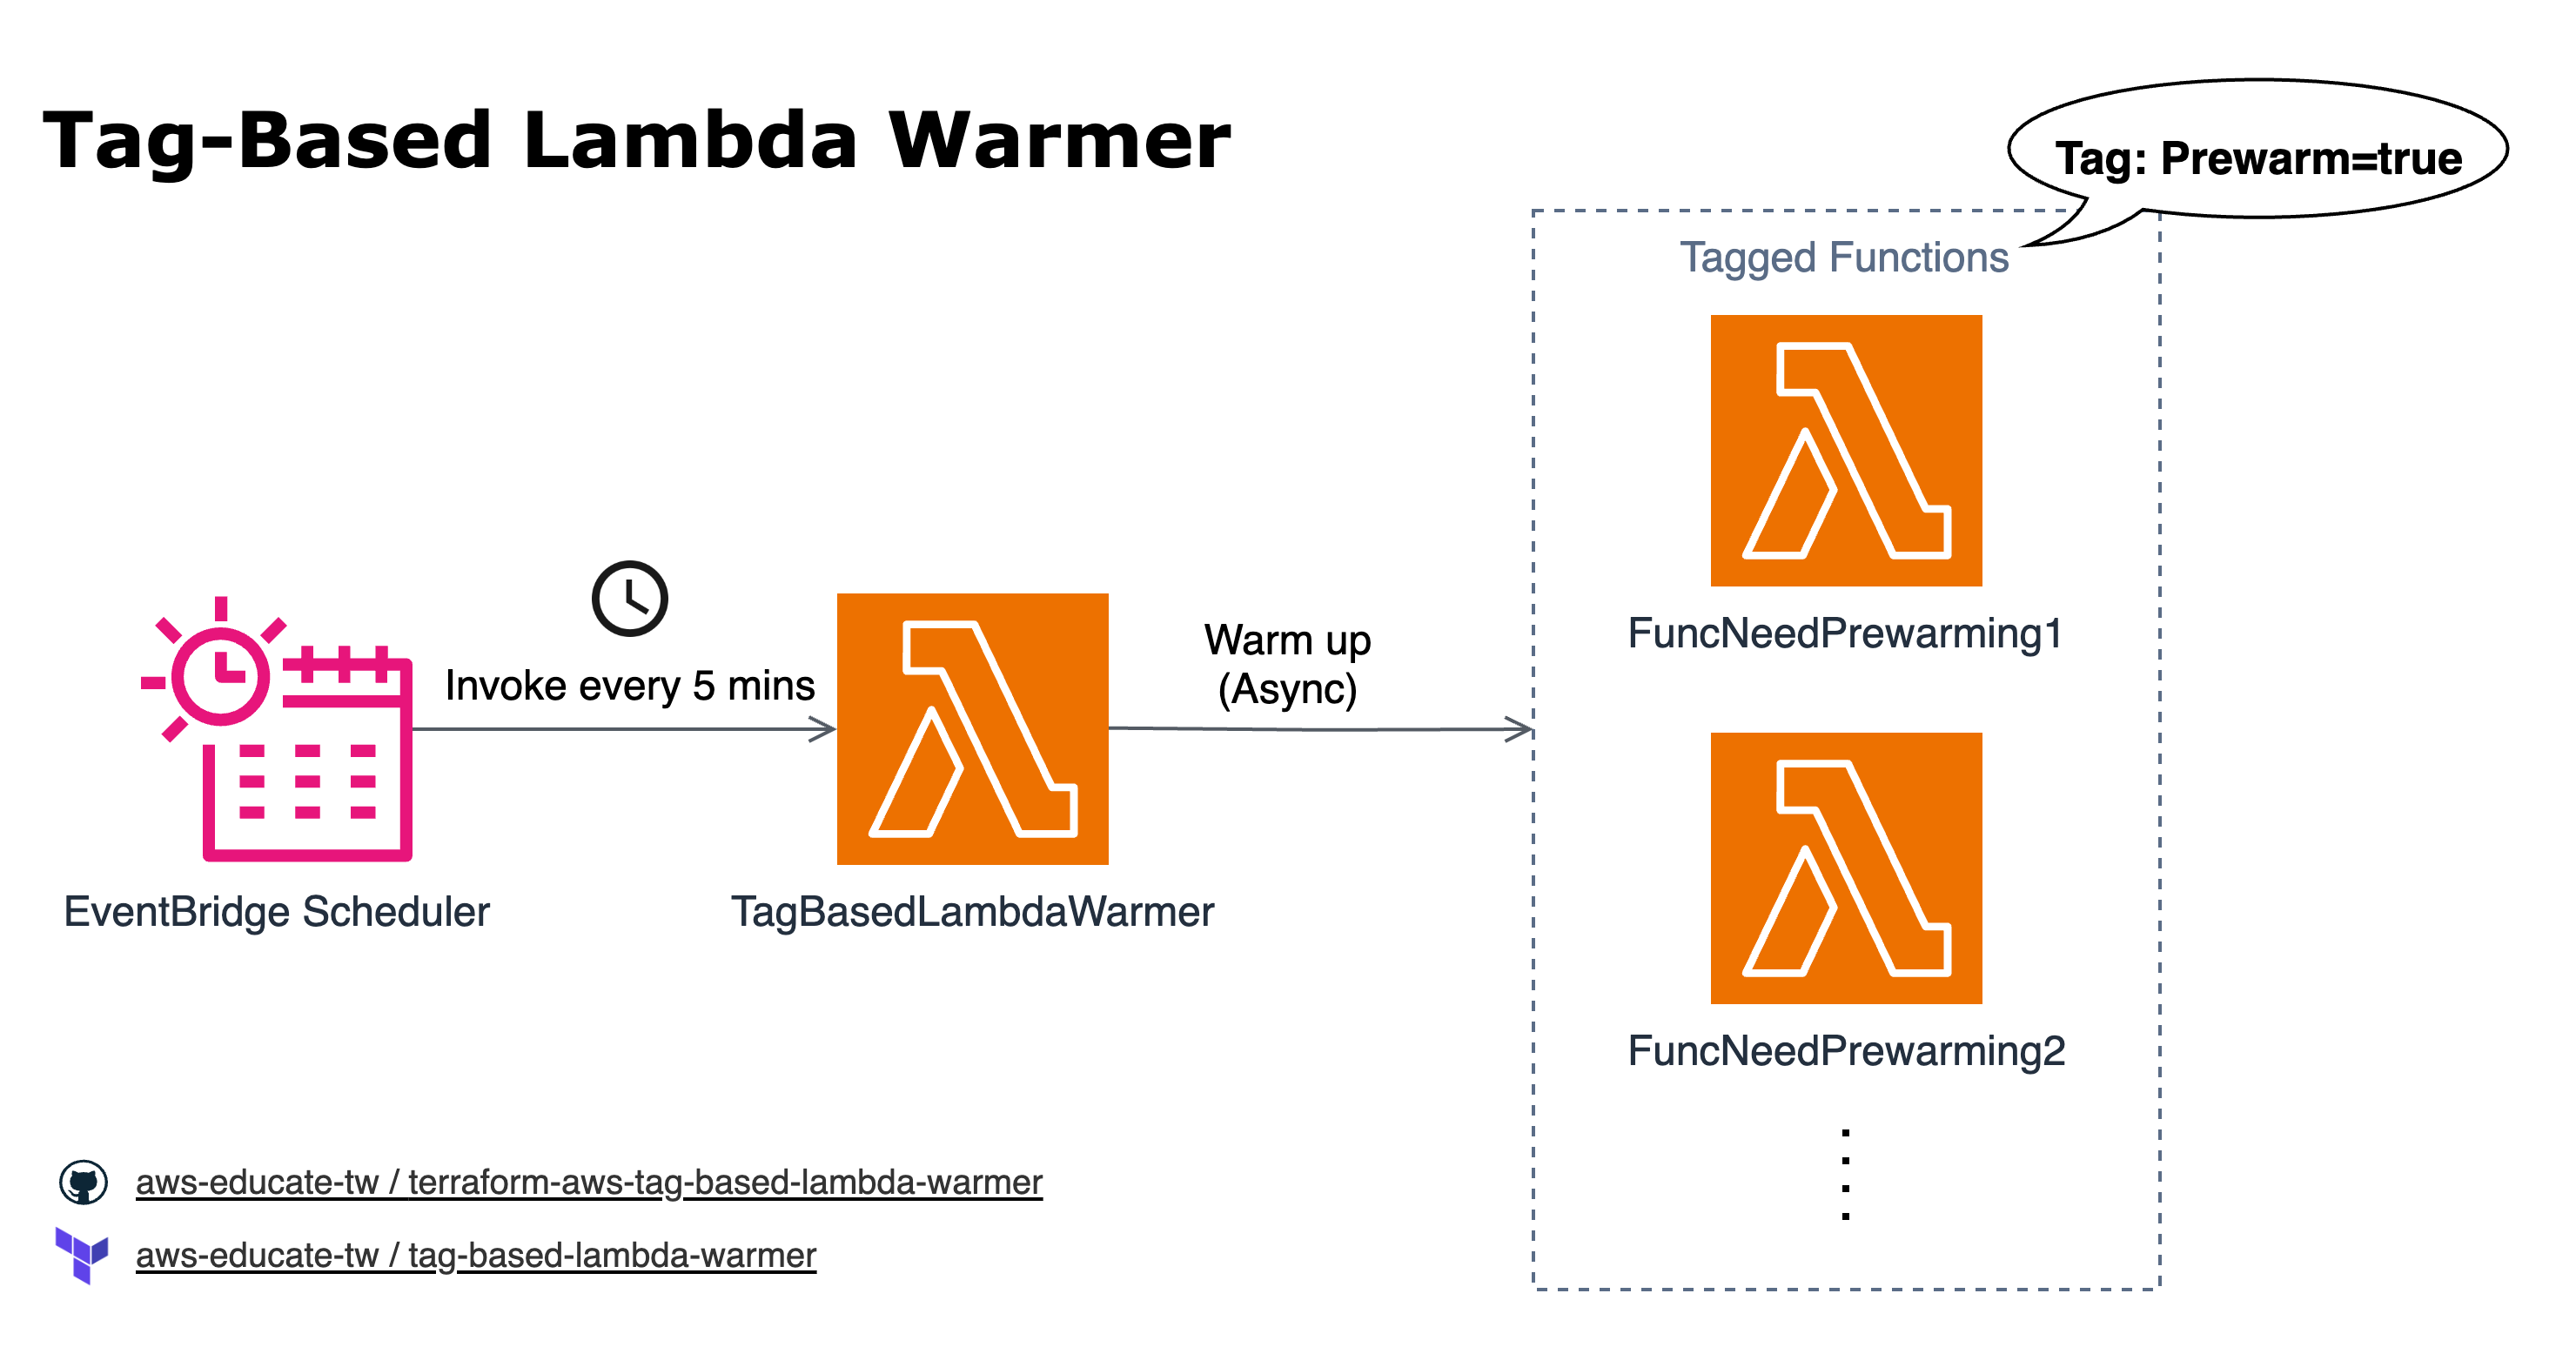 Tag-Based Lambda Warmer
Tag: Prewarm=true
Tagged Functions
FuncNeedPrewarming1
Invoke every 5 mins
Warm up
(Async)
EventBridge Scheduler
TagBasedLambdaWarmer
FuncNeedPrewarming2
aws-educate-tw / terraform-aws-tag-based-lambda-warmer
aws-educate-tw / tag-based-lambda-warmer